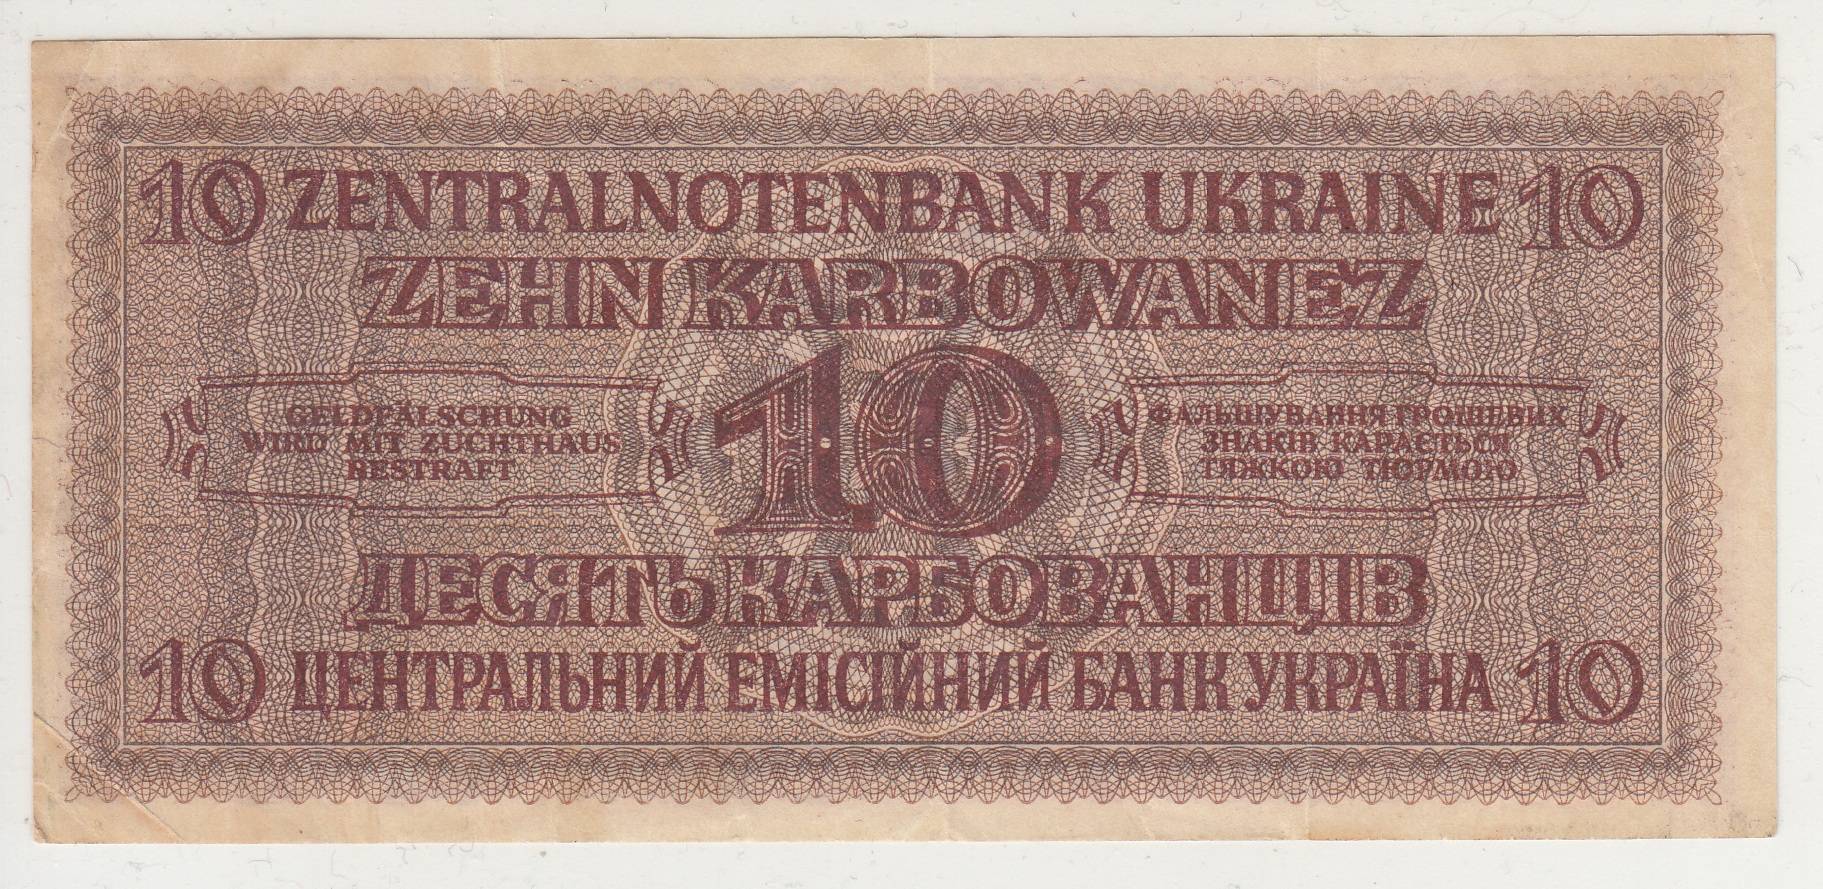 10 ZENTRALNOTENBANK UKRAINE 10
ZEHN KARBOWANEZ
10
GELDFÄLSCHUNG
WIRD MIT ZUCHTHAUS
BESTRAFT
ФАЛЬШУВАННЯ ГРОШЕВИХ
ЗНАКІВ КАРАЄТЬСЯ
ТЯЖКОЮ ТЮРМОЮ
ДЕСЯТЬ КАРБОВАНЦІВ
10 ЦЕНТРАЛЬНИЙ ЕМІСІЙНИЙ БАНК УКРАЇНА 10